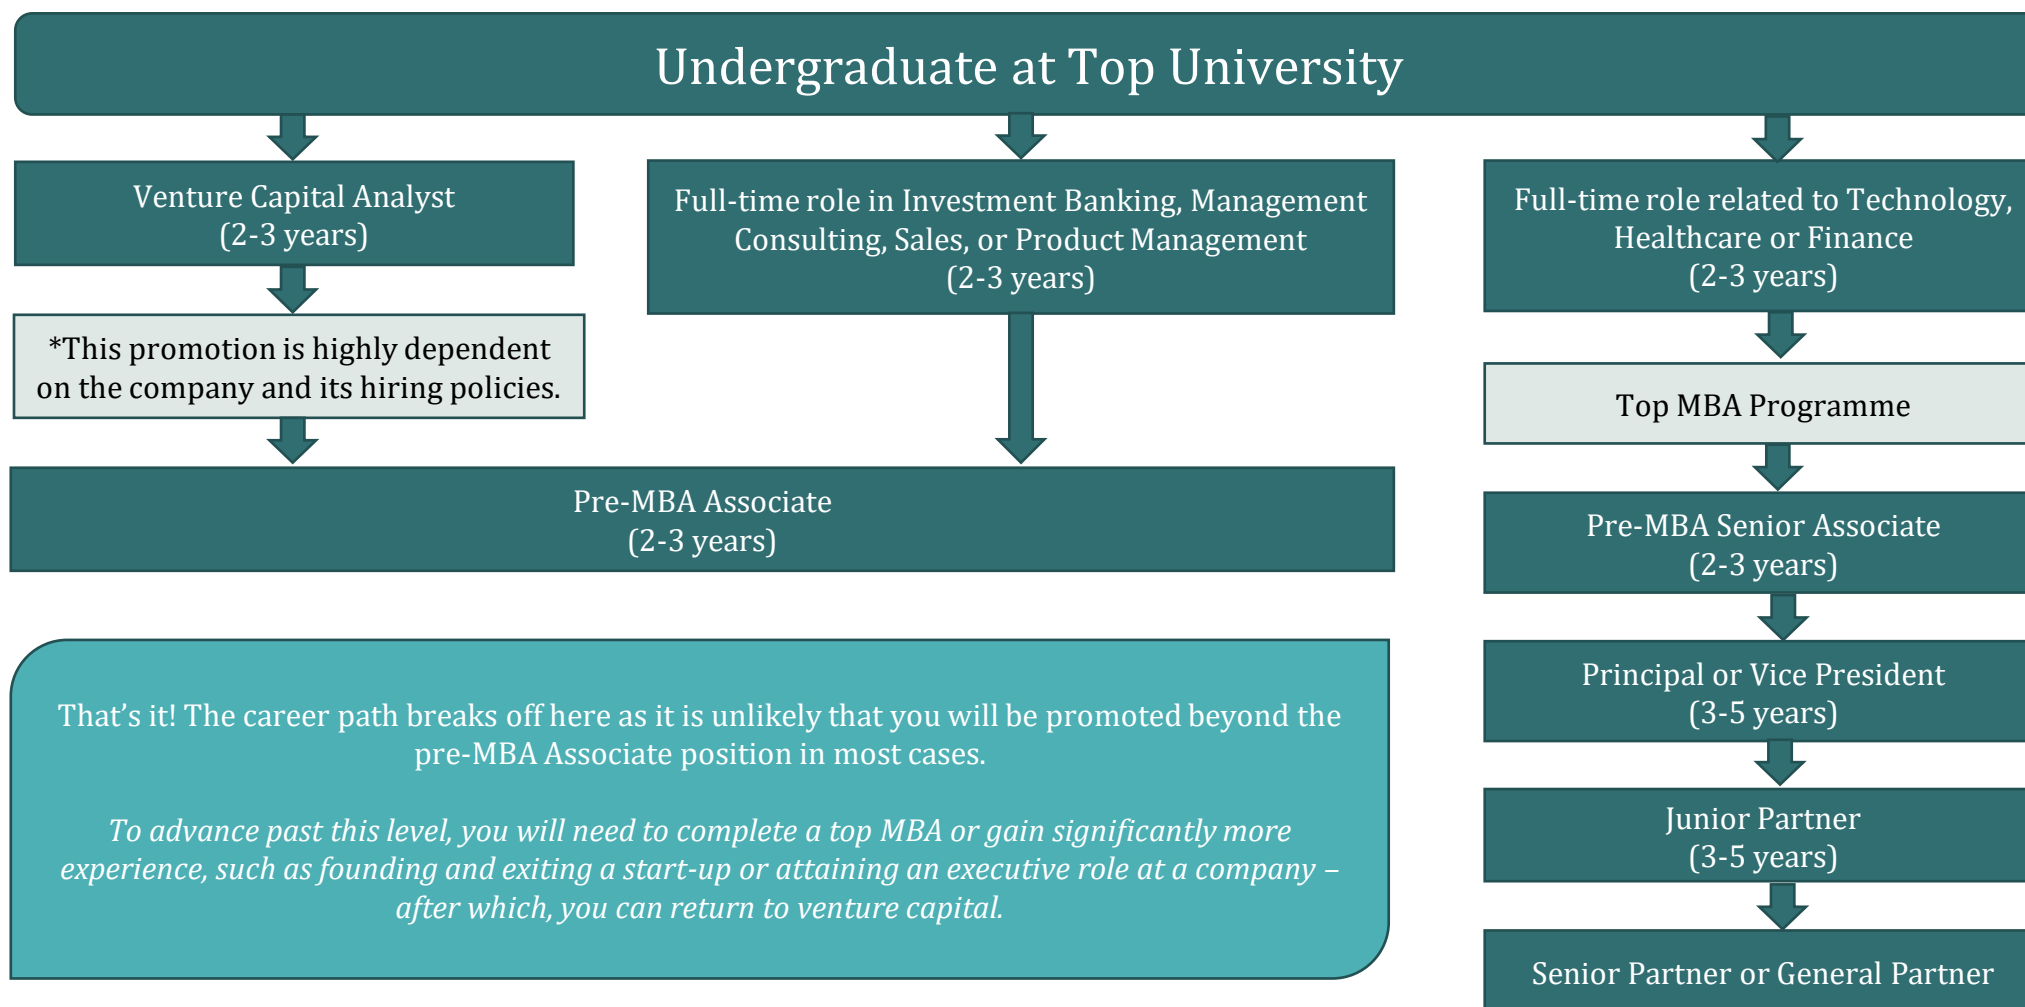 Undergraduate at Top University
Venture Capital Analyst
(2-3 years)
Full-time role in Investment Banking, Management
Consulting, Sales, or Product Management
(2-3 years)
Full-time role related to Technology,
Healthcare or Finance
(2-3 years)
*This promotion is highly dependent
on the company and its hiring policies.
Top MBA Programme
Pre-MBA Associate
(2-3 years)
Pre-MBA Senior Associate
(2-3 years)
Principal or Vice President
(3-5 years)
Junior Partner
(3-5 years)
Senior Partner or General Partner
That’s it! The career path breaks off here as it is unlikely that you will be promoted beyond the
pre-MBA Associate position in most cases.
To advance past this level, you will need to complete a top MBA or gain significantly more
experience, such as founding and exiting a start-up or attaining an executive role at a company –
after which, you can return to venture capital.